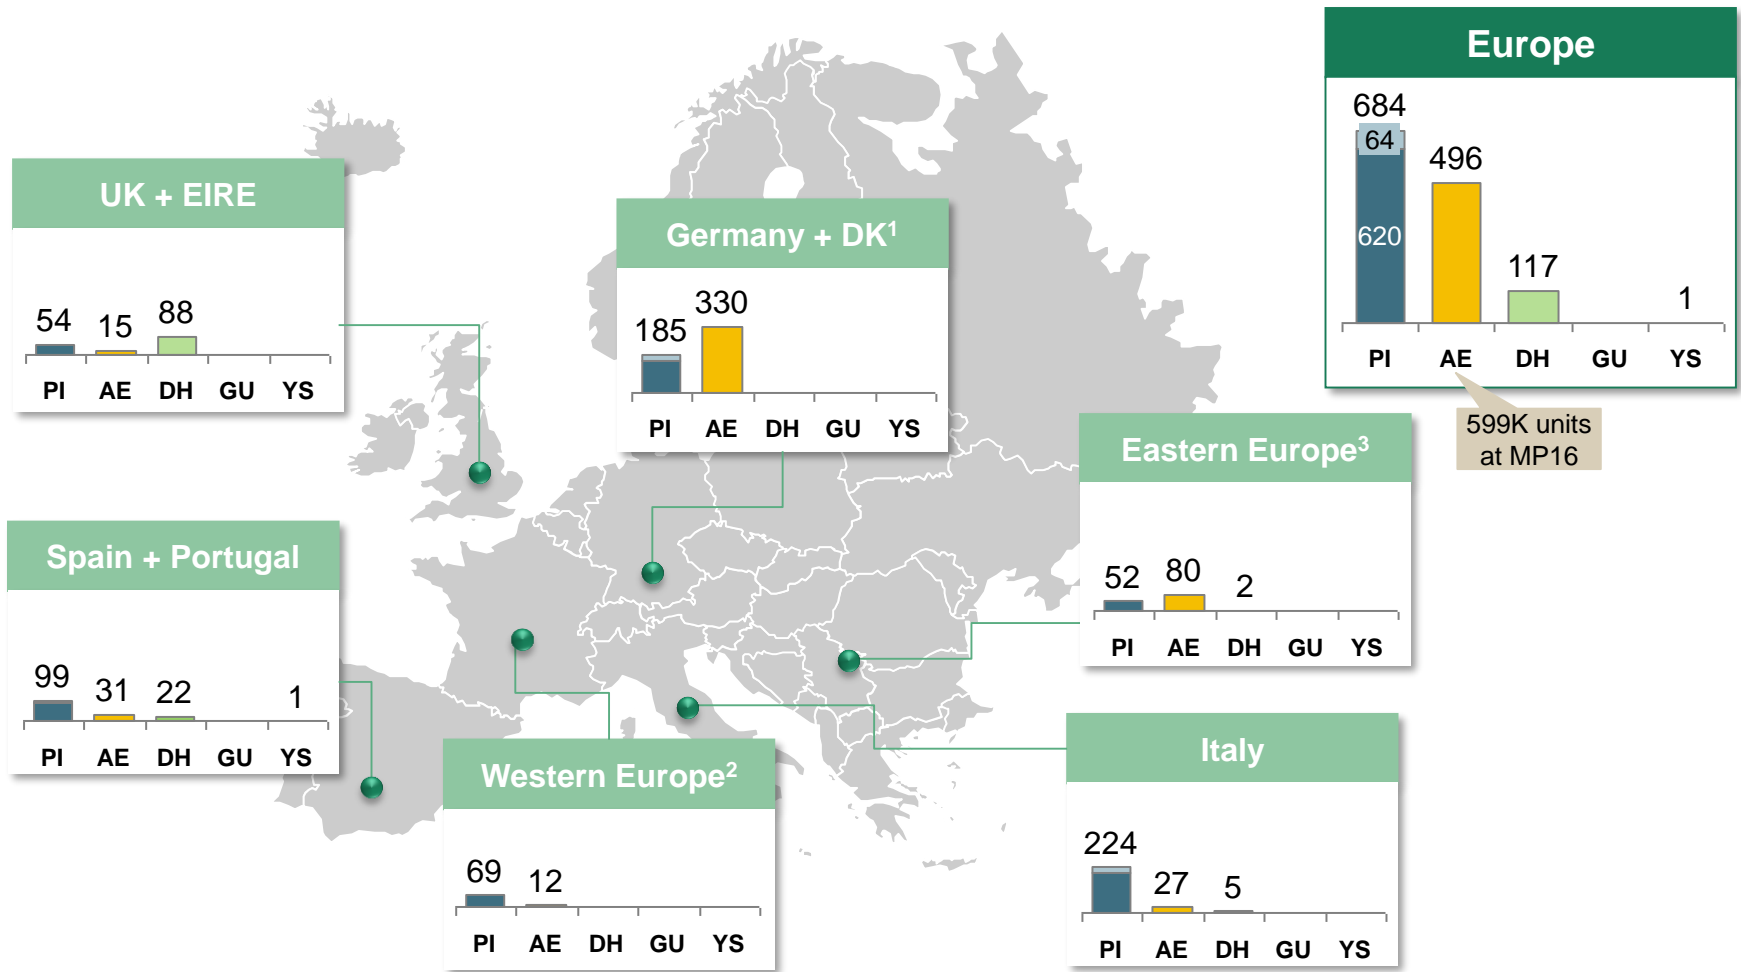 Europe
684
64
496
620
117
1
PI AE DH GU YS
599K units
at MP16
UK + EIRE
54 15 88
PI AE DH GU YS
Germany + DK¹
185 330
PI AE DH GU YS
Eastern Europe³
52 80 2
PI AE DH GU YS
Spain + Portugal
99 31 22 1
PI AE DH GU YS
Western Europe²
69 12
PI AE DH GU YS
Italy
224 27 5
PI AE DH GU YS